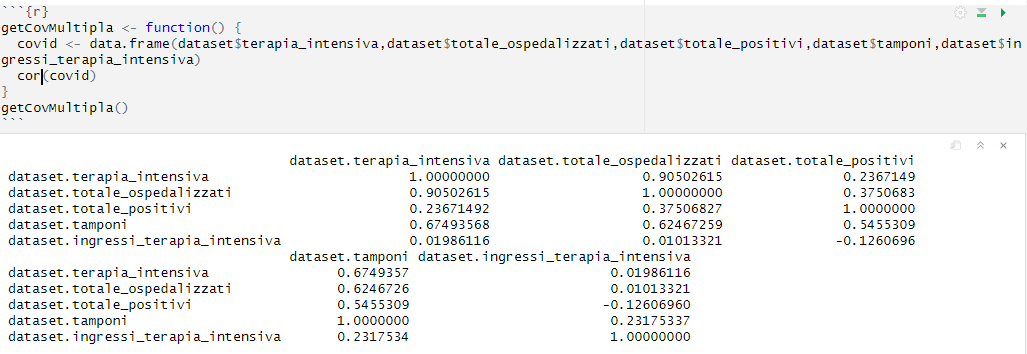 ```{r}
getCovMultipla <- function() {
  covid <- data.frame(dataset$terapia_intensiva,dataset$totale_ospedalizzati,dataset$totale_positivi,dataset$tamponi,dataset$in
gressi_terapia_intensiva)
  cor(covid)
}
getCovMultipla()
```
dataset.terapia_intensiva dataset.totale_ospedalizzati dataset.totale_positivi
dataset.terapia_intensiva 1.00000000 0.90502615 0.2367149
dataset.totale_ospedalizzati 0.90502615 1.00000000 0.3750683
dataset.totale_positivi 0.23671492 0.37506827 1.0000000
dataset.tamponi 0.67493568 0.62467259 0.5455309
dataset.ingressi_terapia_intensiva 0.01986116 0.01013321 -0.1260696
dataset.tamponi dataset.ingressi_terapia_intensiva
dataset.terapia_intensiva 0.6749357 0.01986116
dataset.totale_ospedalizzati 0.6246726 0.01013321
dataset.totale_positivi 0.5455309 -0.12606960
dataset.tamponi 1.0000000 0.23175337
dataset.ingressi_terapia_intensiva 0.2317534 1.00000000